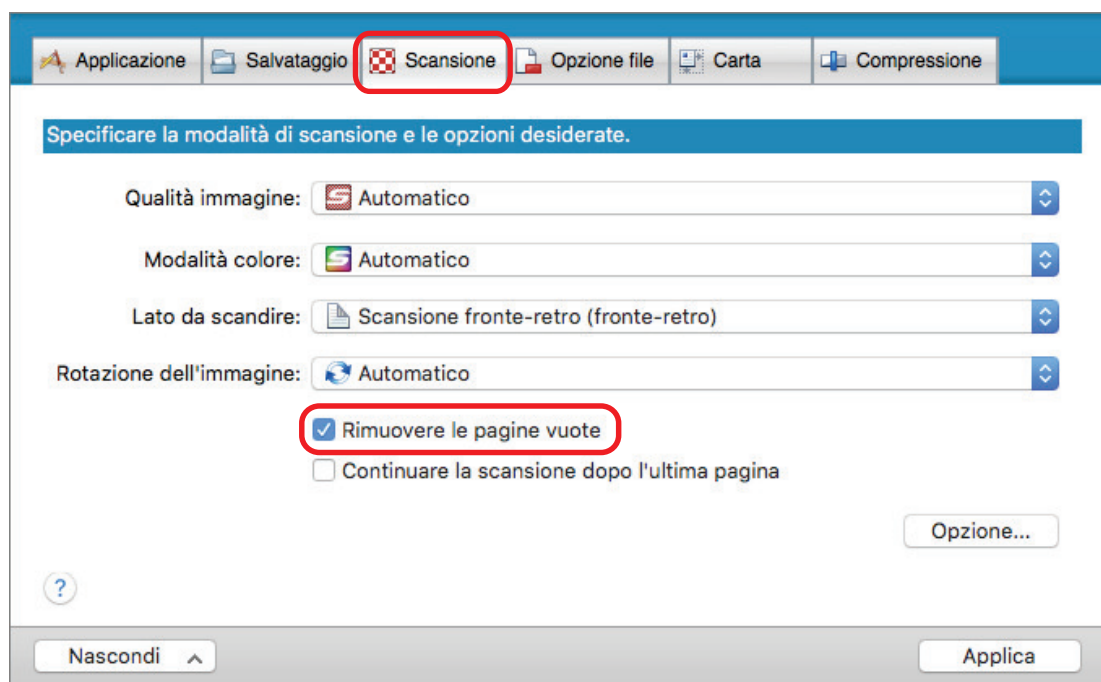 Applicazione Salvataggio Scansione Opzione file Carta Compressione
Specificare la modalità di scansione e le opzioni desiderate.
Qualità immagine: Automatico
Modalità colore: Automatico
Lato da scandire: Scansione fronte-retro (fronte-retro)
Rotazione dell'immagine: Automatico
Rimuovere le pagine vuote
Continuare la scansione dopo l'ultima pagina
Opzione...
?
Nascondi Applica